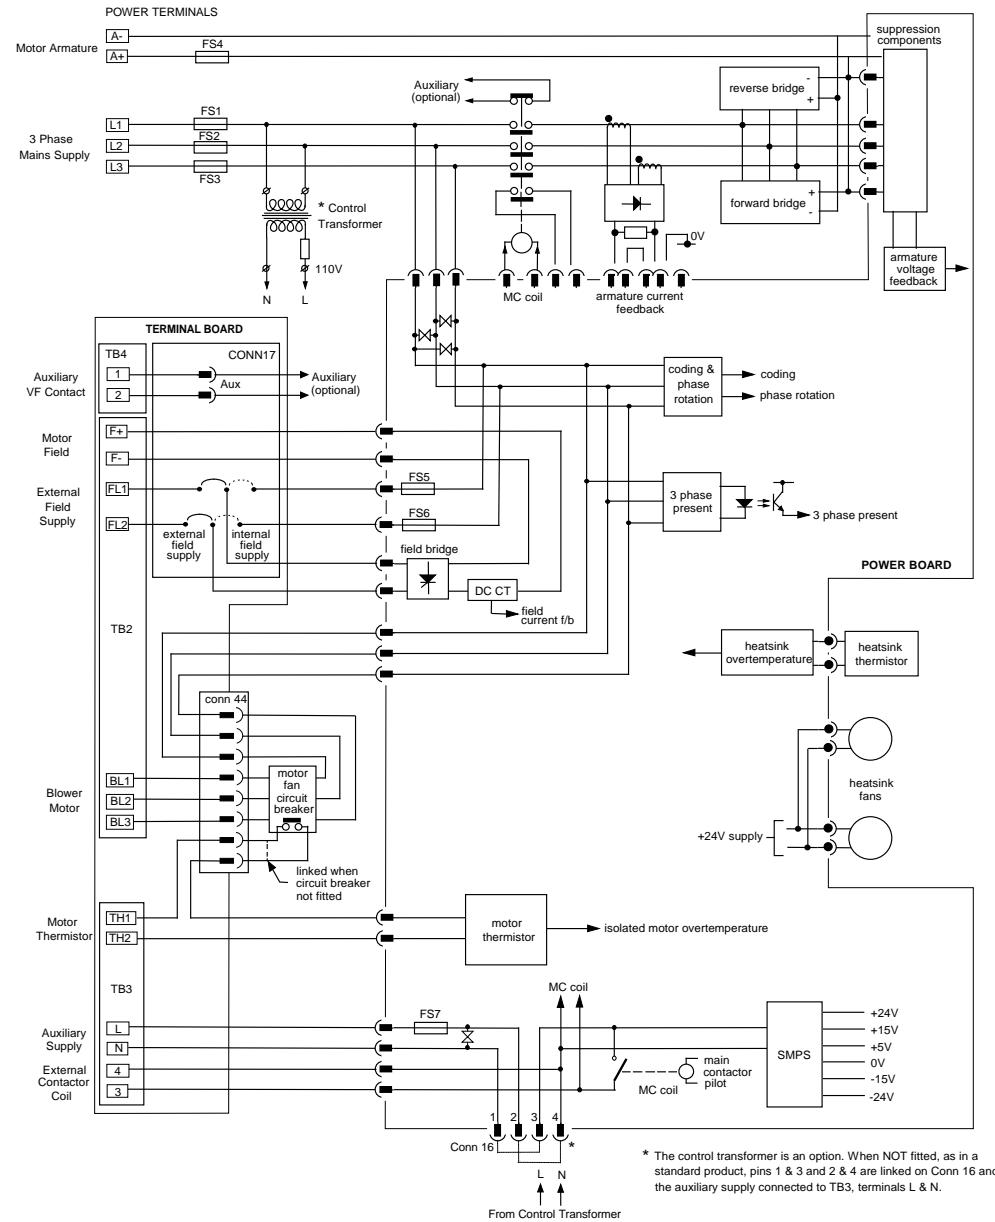 POWER TERMINALS
A-
Motor Armature
A+
FS4
suppression
components
Auxiliary
(optional)
reverse bridge
-
+
L1
FS1
3 Phase
Mains Supply
L2
FS2
L3
FS3
forward bridge
+
-
* Control
Transformer
110V
N
L
0V
MC coil
armature current
feedback
armature
voltage
feedback
TERMINAL BOARD
TB4
CONN17
Auxiliary
VF Contact
1
2
Aux
Auxiliary
(optional)
coding &
phase
rotation
coding
phase rotation
Motor
Field
F+
F-
External
Field
Supply
FL1
FL2
FS5
FS6
external
field
supply
internal
field
supply
3 phase
present
3 phase present
field bridge
DC CT
field
current f/b
POWER BOARD
TB2
heatsink
overtemperature
heatsink
thermistor
conn 44
Blower
Motor
BL1
BL2
BL3
motor
fan
circuit
breaker
linked when
circuit breaker
not fitted
heatsink
fans
+24V supply
Motor
Thermistor
TH1
TH2
motor
thermistor
isolated motor overtemperature
TB3
MC coil
Auxiliary
Supply
L
N
FS7
External
Contactor
Coil
4
3
MC coil
main
contactor
pilot
SMPS
+24V
+15V
+5V
0V
-15V
-24V
1
2
3
4
Conn 16
*
L
N
From Control Transformer
* The control transformer is an option. When NOT fitted, as in a
standard product, pins 1 & 3 and 2 & 4 are linked on Conn 16 and
the auxiliary supply connected to TB3, terminals L & N.